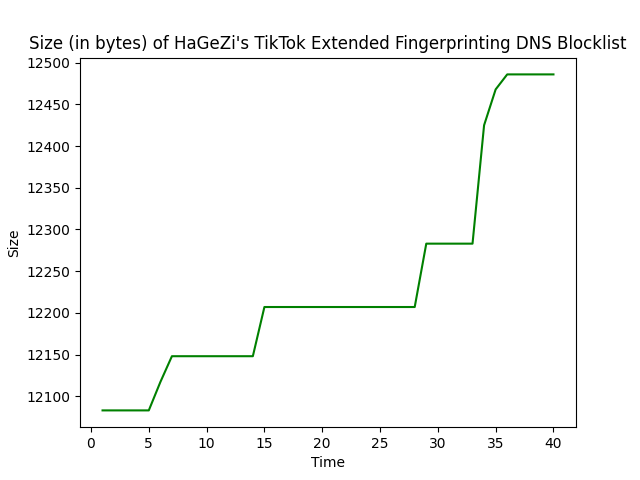 Size (in bytes) of HaGeZi's TikTok Extended Fingerprinting DNS Blocklist
12500
12450
12400
12350
12300
12250
12200
12150
12100
Size
0 5 10 15 20 25 30 35 40
Time